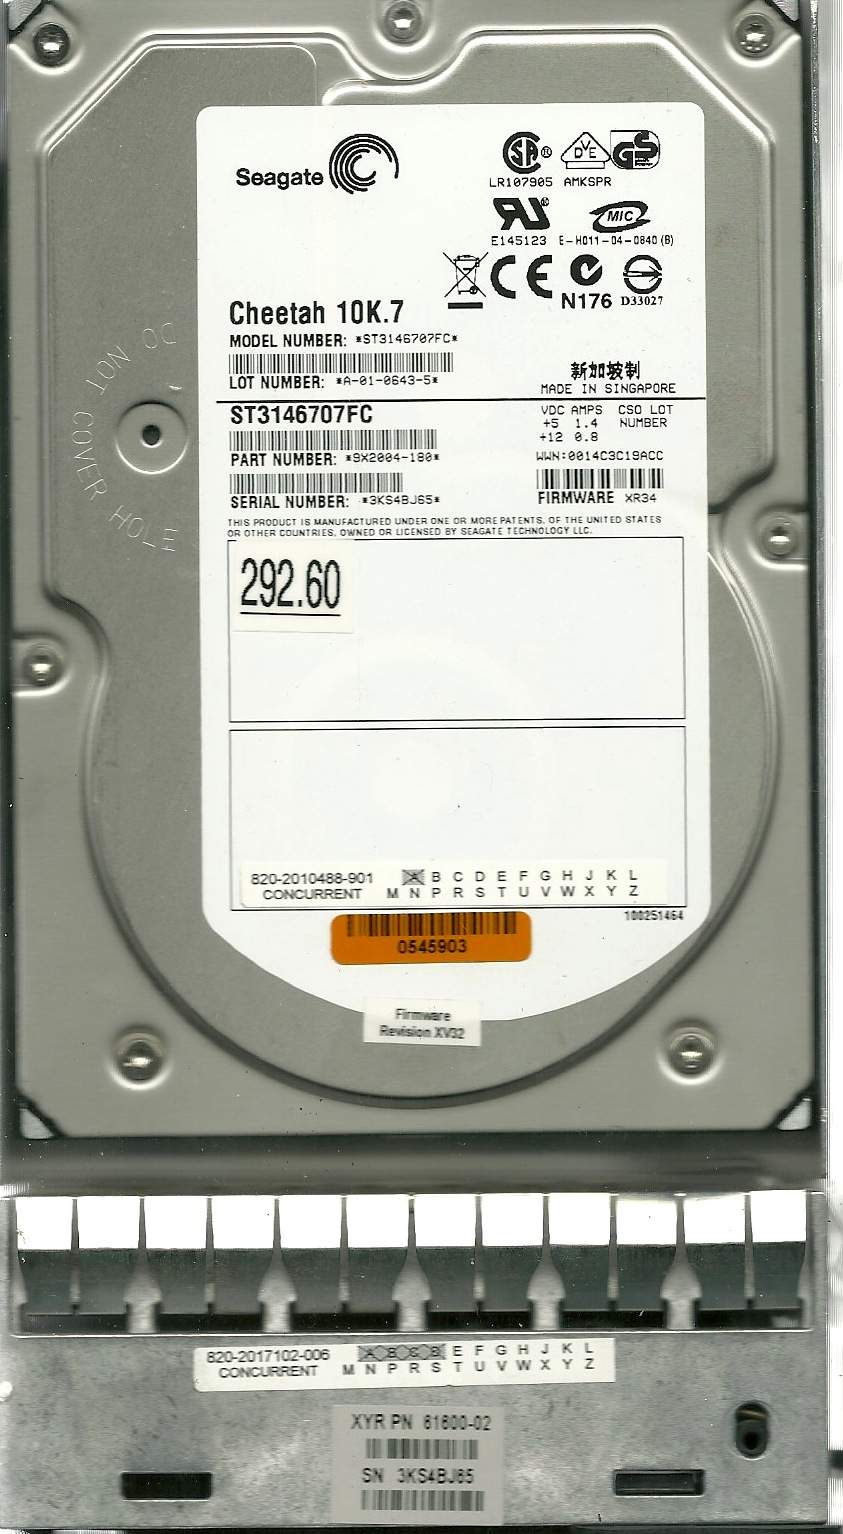 Seagate
LR107905 AMKSPR
E145123 E-H011-04-0840 (B)
MIC
N176 D33027
Cheetah 10K.7
MODEL NUMBER: *ST3146707FC*
LOT NUMBER: *A-01-0643-5*
新加坡制
MADE IN SINGAPORE
ST3146707FC
VDC AMPS CSO LOT
+5 1.4 NUMBER
+12 0.8
PART NUMBER: *9X2004-180*
WWN:0014C3C19ACC
SERIAL NUMBER: *3KS4BJ65*
FIRMWARE XR34
THIS PRODUCT IS MANUFACTURED UNDER ONE OR MORE PATENTS. OF THE UNITED STATES
OR OTHER COUNTRIES, OWNED OR LICENSED BY SEAGATE TECHNOLOGY LLC.
DO NOT COVER HOLE
292.60
820-2010488-901 A B C D E F G H J K L
CONCURRENT M N P R S T U V W X Y Z
100251464
0545903
Firmware
Revision XV32
820-2017102-006 A B C D E F G H J K L
CONCURRENT M N P R S T U V W X Y Z
XYR PN 61600-02
SN 3KS4BJ65